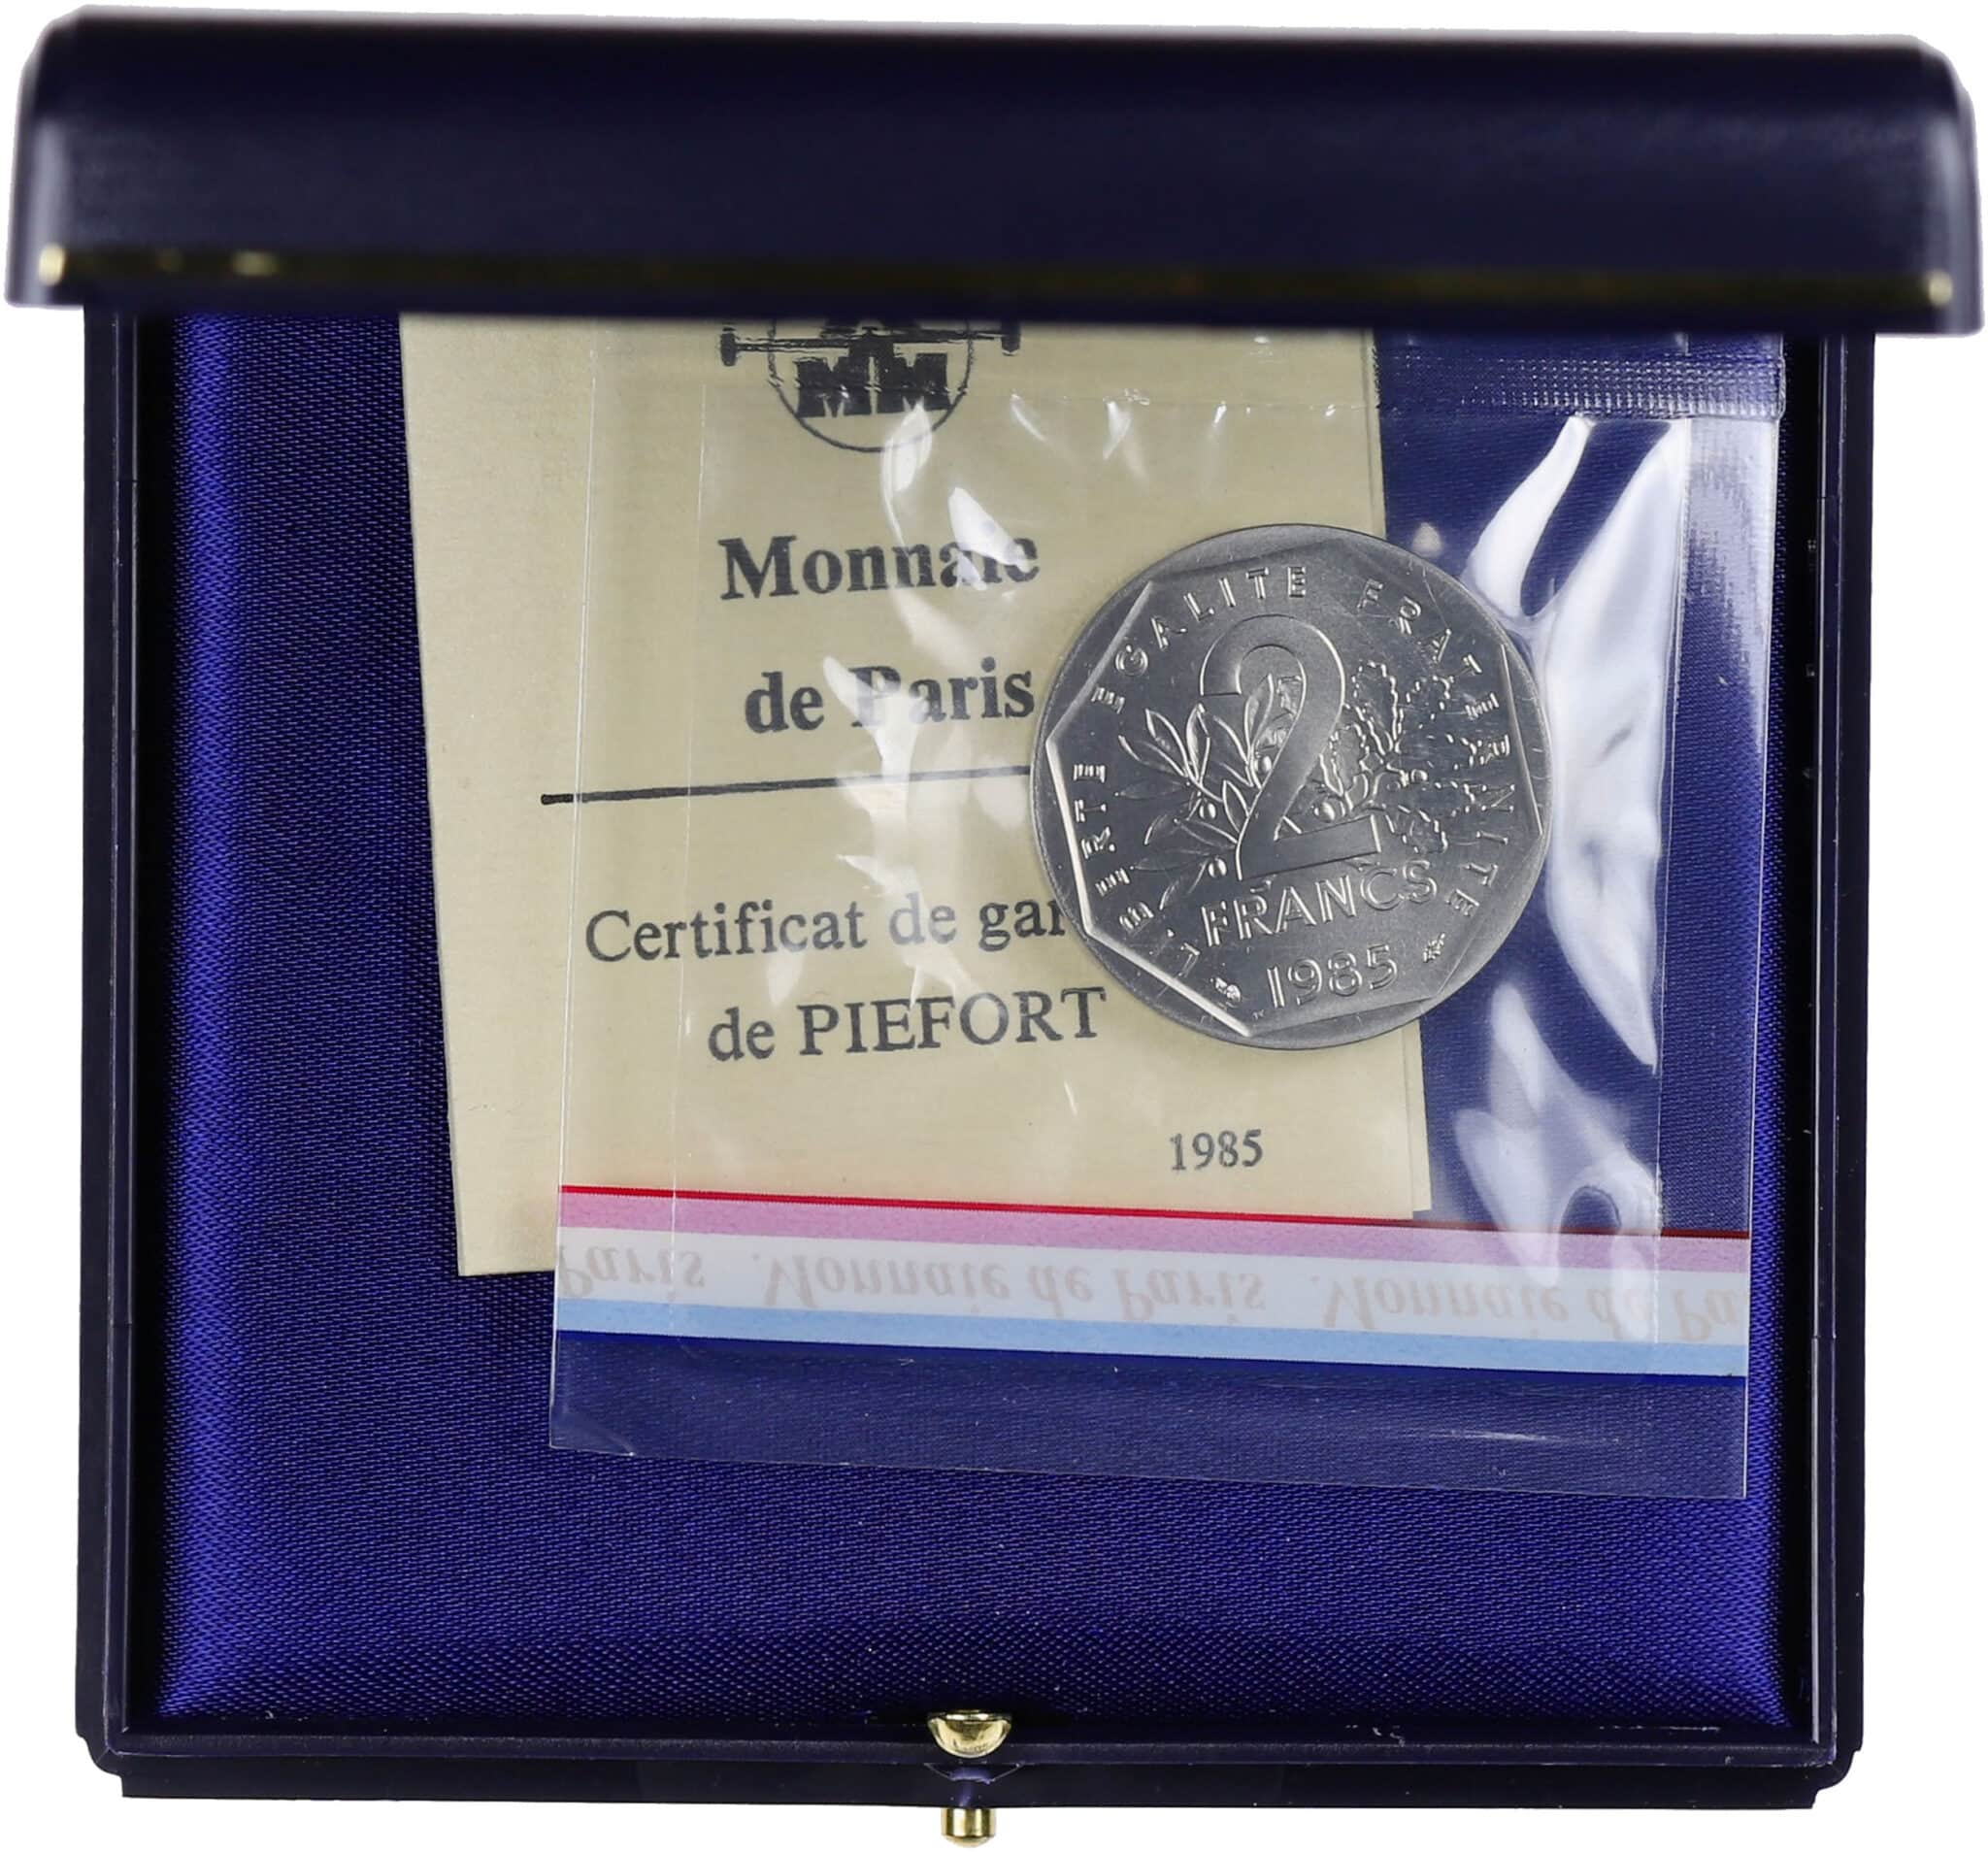 MM
Monnaie
de Paris
Certificat de gar
de PIEFORT
1985
LIBERTE EGALITE FRATERNITE
2
FRANCS
1985
Paris Monnaie de Paris Monnaie de Pa